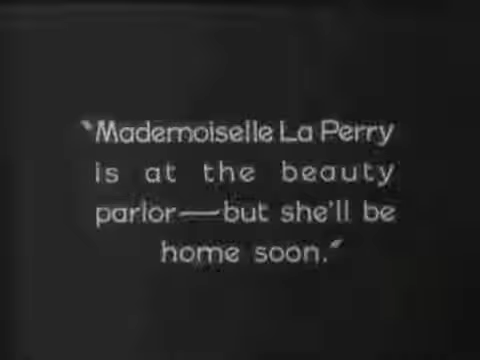 "Mademoiselle La Perry
is at the beauty
parlor—but she'll be
home soon."